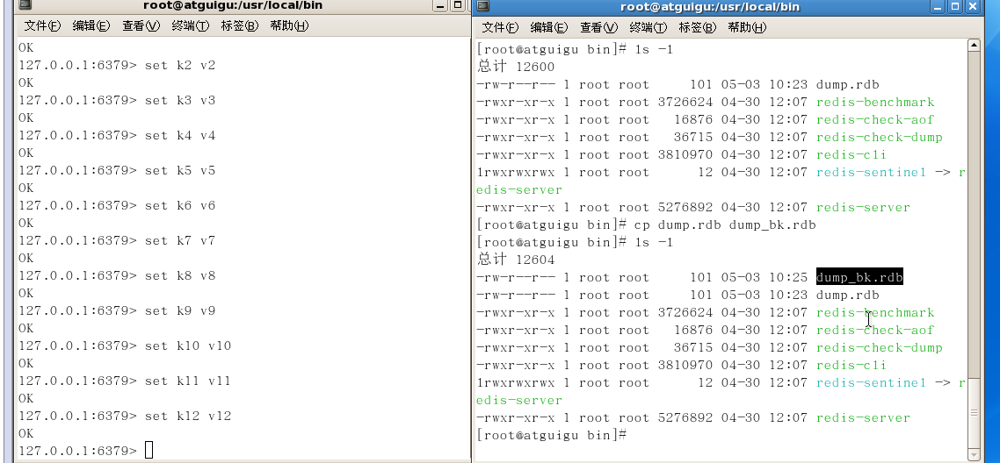 root@atguigu:/usr/local/bin
文件(F) 编辑(E) 查看(V) 终端(T) 标签(B) 帮助(H)
OK
127.0.0.1:6379> set k2 v2
OK
127.0.0.1:6379> set k3 v3
OK
127.0.0.1:6379> set k4 v4
OK
127.0.0.1:6379> set k5 v5
OK
127.0.0.1:6379> set k6 v6
OK
127.0.0.1:6379> set k7 v7
OK
127.0.0.1:6379> set k8 v8
OK
127.0.0.1:6379> set k9 v9
OK
127.0.0.1:6379> set k10 v10
OK
127.0.0.1:6379> set k11 v11
OK
127.0.0.1:6379> set k12 v12
OK
127.0.0.1:6379>
root@atguigu:/usr/local/bin
文件(F) 编辑(E) 查看(V) 终端(T) 标签(B) 帮助(H)
[root@atguigu bin]# ls -l
总计 12600
-rw-r--r-- 1 root root 101 05-03 10:23 dump.rdb
-rwxr-xr-x 1 root root 3726624 04-30 12:07 redis-benchmark
-rwxr-xr-x 1 root root 16876 04-30 12:07 redis-check-aof
-rwxr-xr-x 1 root root 36715 04-30 12:07 redis-check-dump
-rwxr-xr-x 1 root root 3810970 04-30 12:07 redis-cli
lrwxrwxrwx 1 root root 12 04-30 12:07 redis-sentinel -> r
edis-server
-rwxr-xr-x 1 root root 5276892 04-30 12:07 redis-server
[root@atguigu bin]# cp dump.rdb dump_bk.rdb
[root@atguigu bin]# ls -l
总计 12604
-rw-r--r-- 1 root root 101 05-03 10:25 dump_bk.rdb
-rw-r--r-- 1 root root 101 05-03 10:23 dump.rdb
-rwxr-xr-x 1 root root 3726624 04-30 12:07 redis-benchmark
-rwxr-xr-x 1 root root 16876 04-30 12:07 redis-check-aof
-rwxr-xr-x 1 root root 36715 04-30 12:07 redis-check-dump
-rwxr-xr-x 1 root root 3810970 04-30 12:07 redis-cli
lrwxrwxrwx 1 root root 12 04-30 12:07 redis-sentinel -> r
edis-server
-rwxr-xr-x 1 root root 5276892 04-30 12:07 redis-server
[root@atguigu bin]#